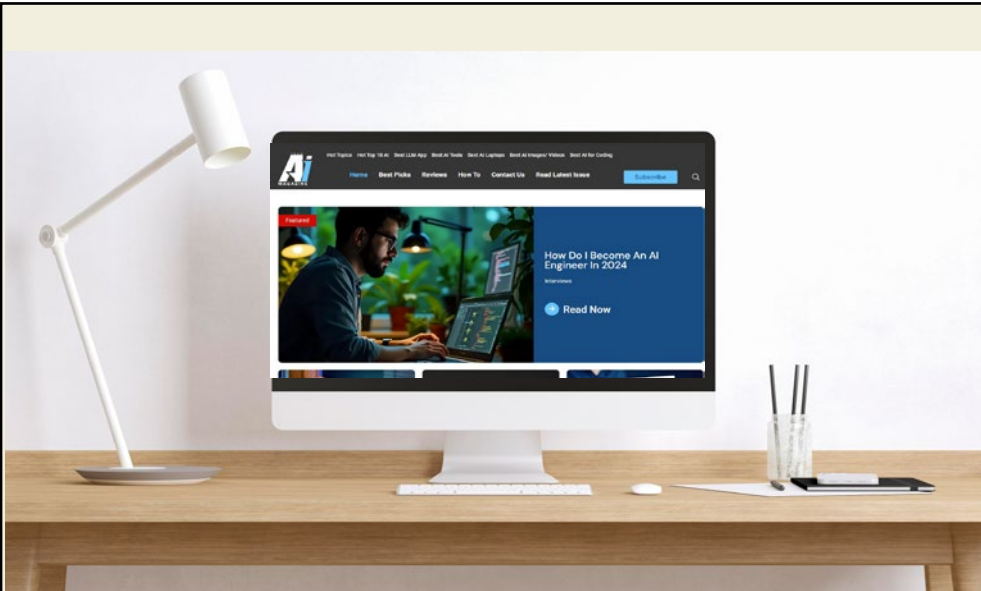 Ai
MAGAZINE
Hot Topics Hot Top 10 AI Best LLM App Best AI Tools Best AI Laptops Best AI Images/ Videos Best AI for Coding
Home Best Picks Reviews How To Contact Us Read Latest Issue Subscribe
Featured
How Do I Become An AI
Engineer In 2024
Interviews
Read Now